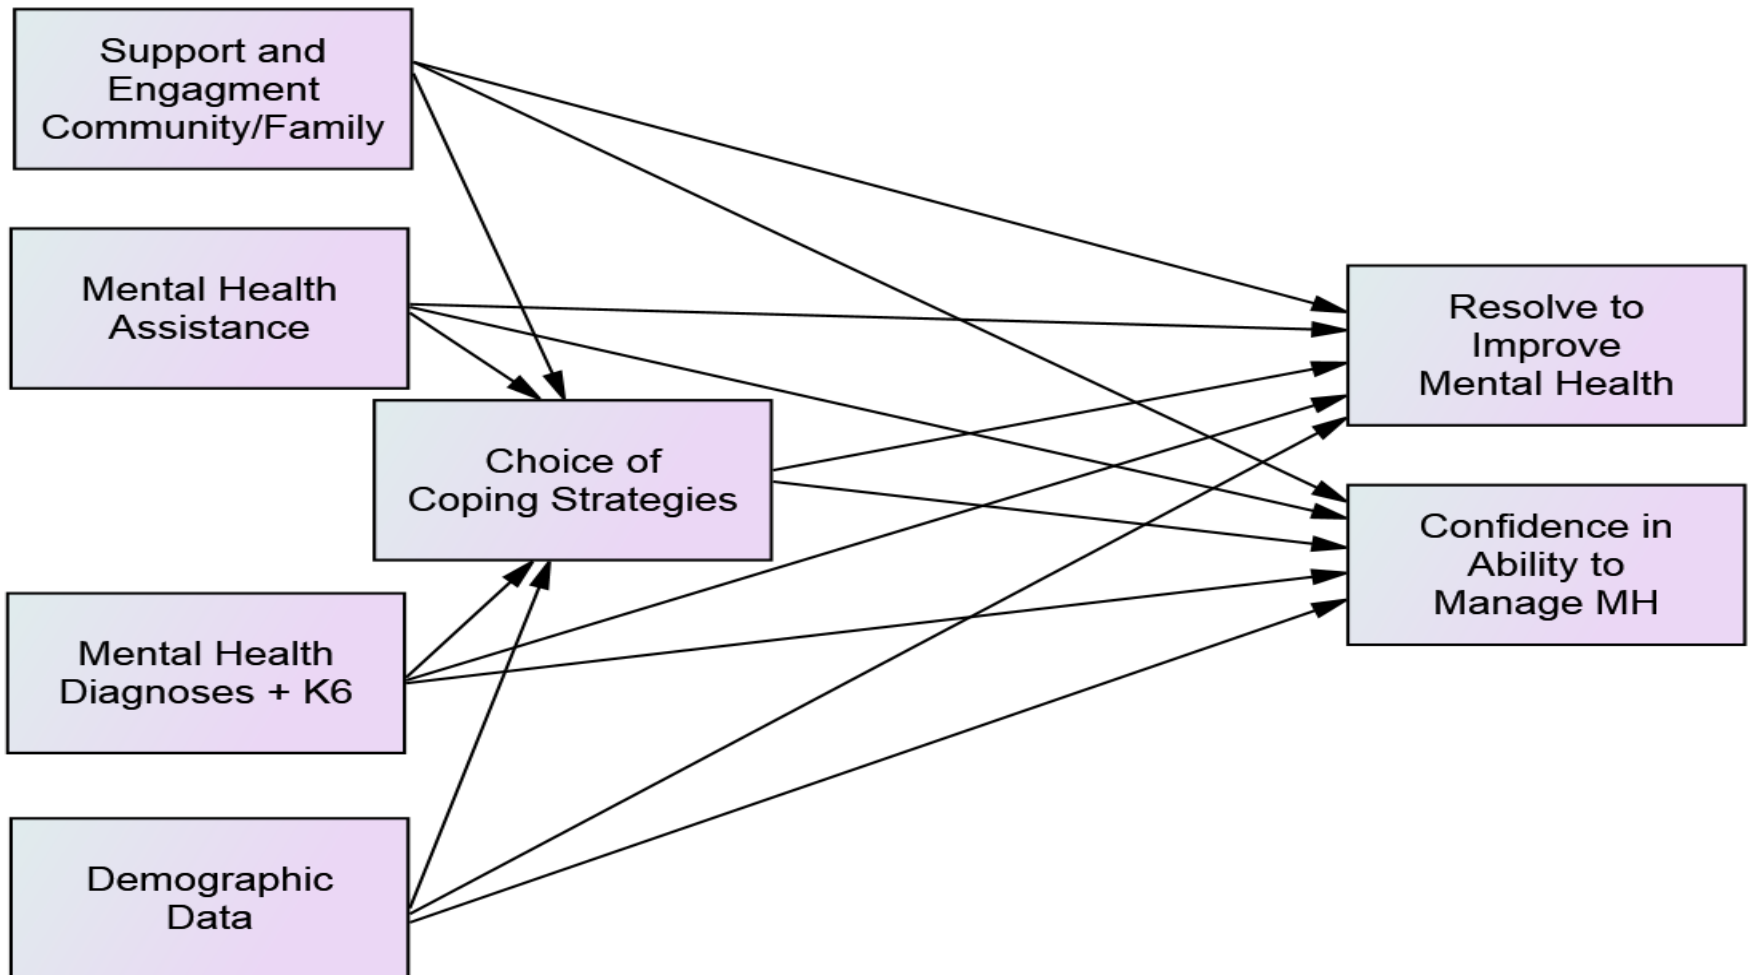 Support and
Engagment
Community/Family
Mental Health
Assistance
Choice of
Coping Strategies
Mental Health
Diagnoses + K6
Demographic
Data
Resolve to
Improve
Mental Health
Confidence in
Ability to
Manage MH